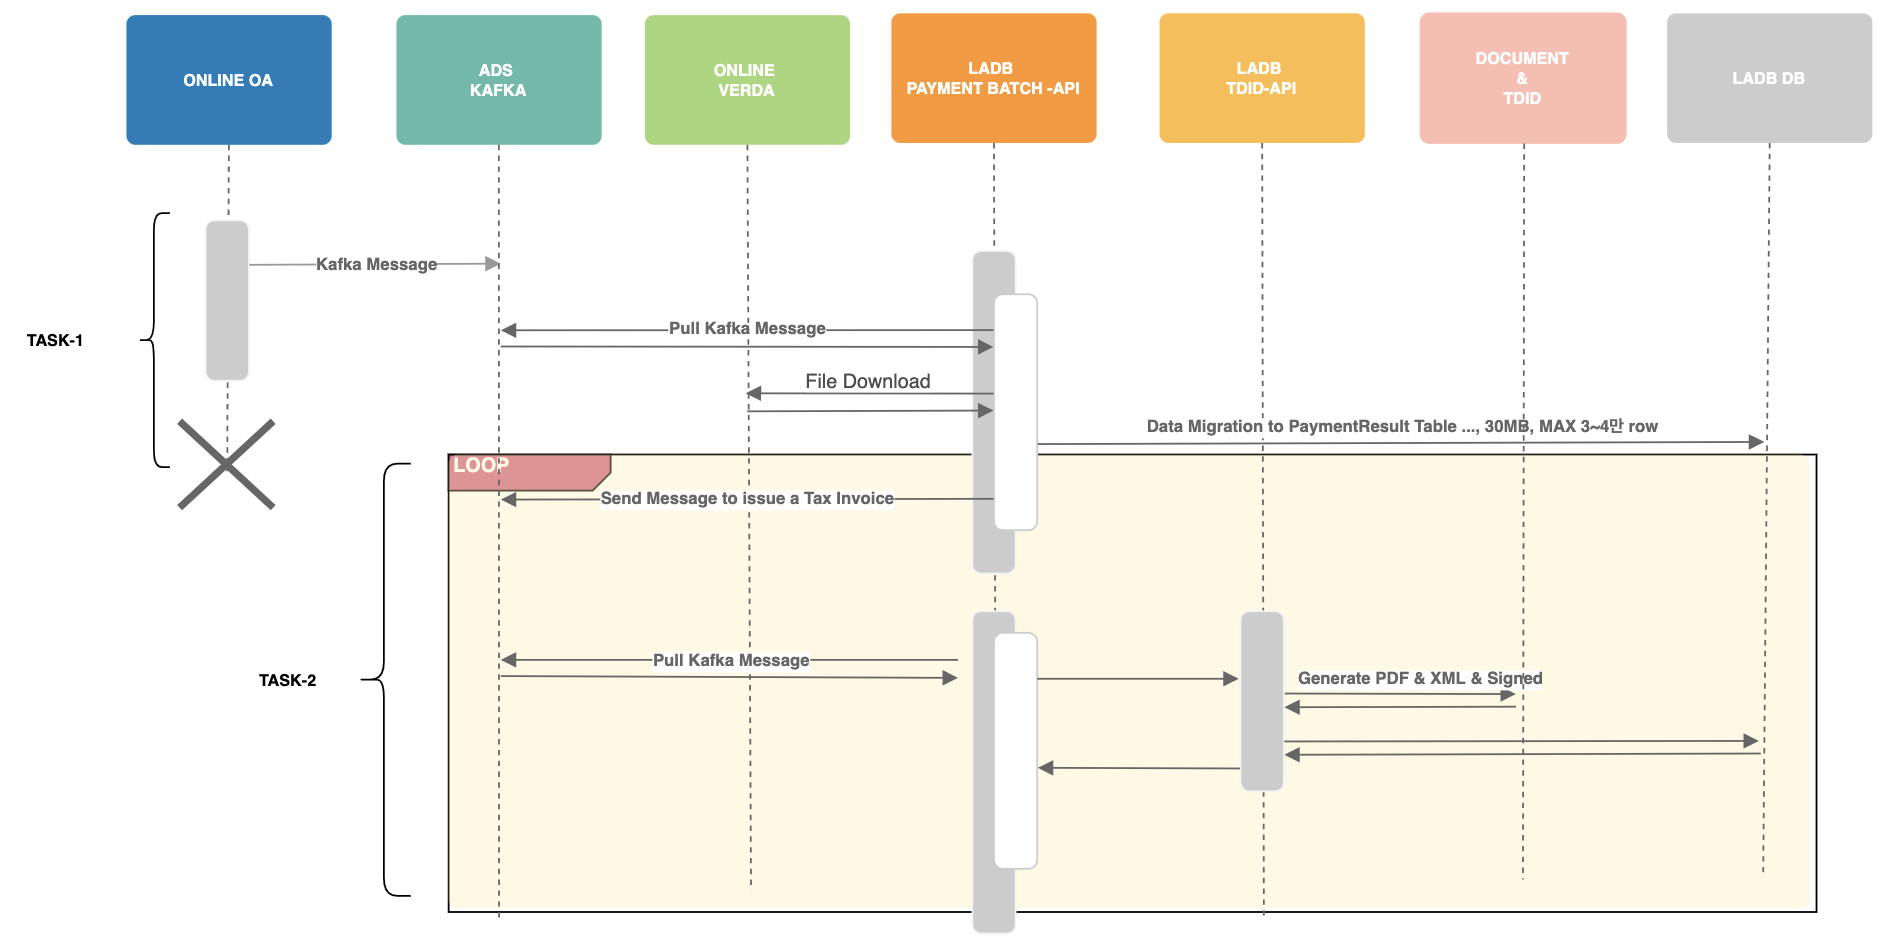 ONLINE OA
ADS
KAFKA
ONLINE
VERDA
LADB
PAYMENT BATCH -API
LADB
TDID-API
DOCUMENT
&
TDID
LADB DB
Kafka Message
TASK-1
Pull Kafka Message
File Download
Data Migration to PaymentResult Table ..., 30MB, MAX 3~4만 row
LOOP
Send Message to issue a Tax Invoice
TASK-2
Pull Kafka Message
Generate PDF & XML & Signed